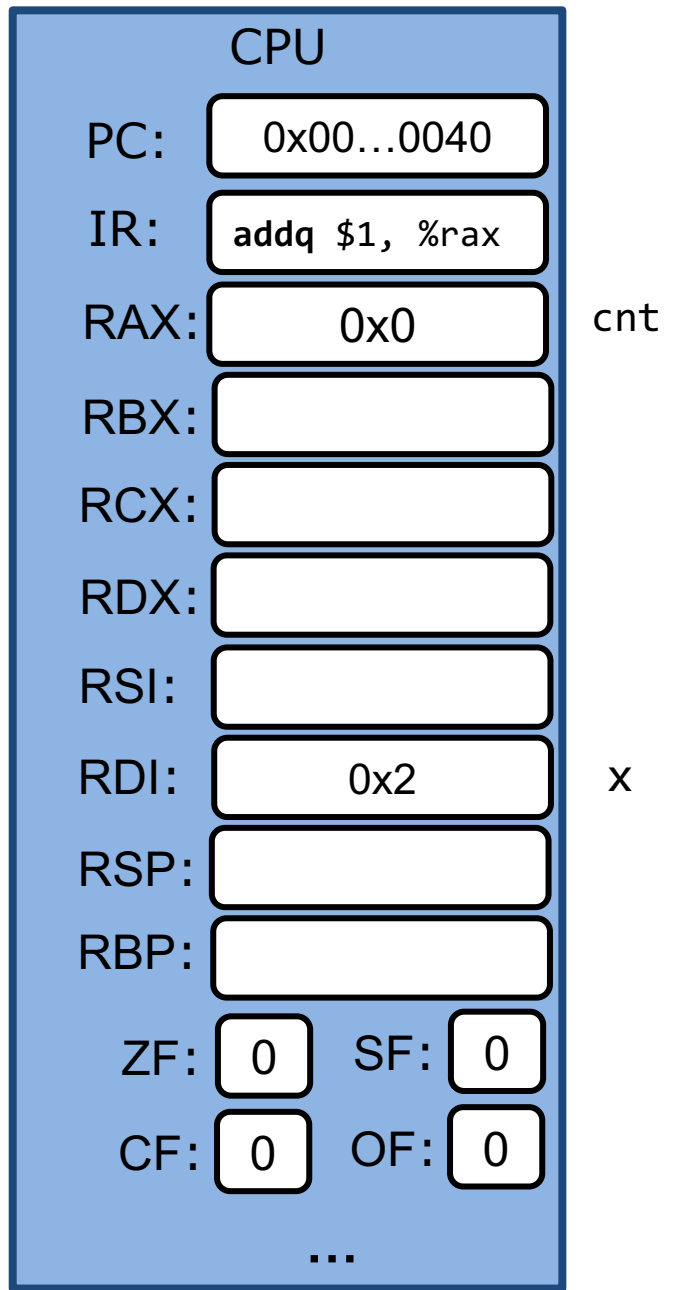 CPU
PC: 0x00…0040
IR: addq $1, %rax
RAX: 0x0 cnt
RBX:
RCX:
RDX:
RSI:
RDI: 0x2 x
RSP:
RBP:
ZF: 0 SF: 0
CF: 0 OF: 0
…